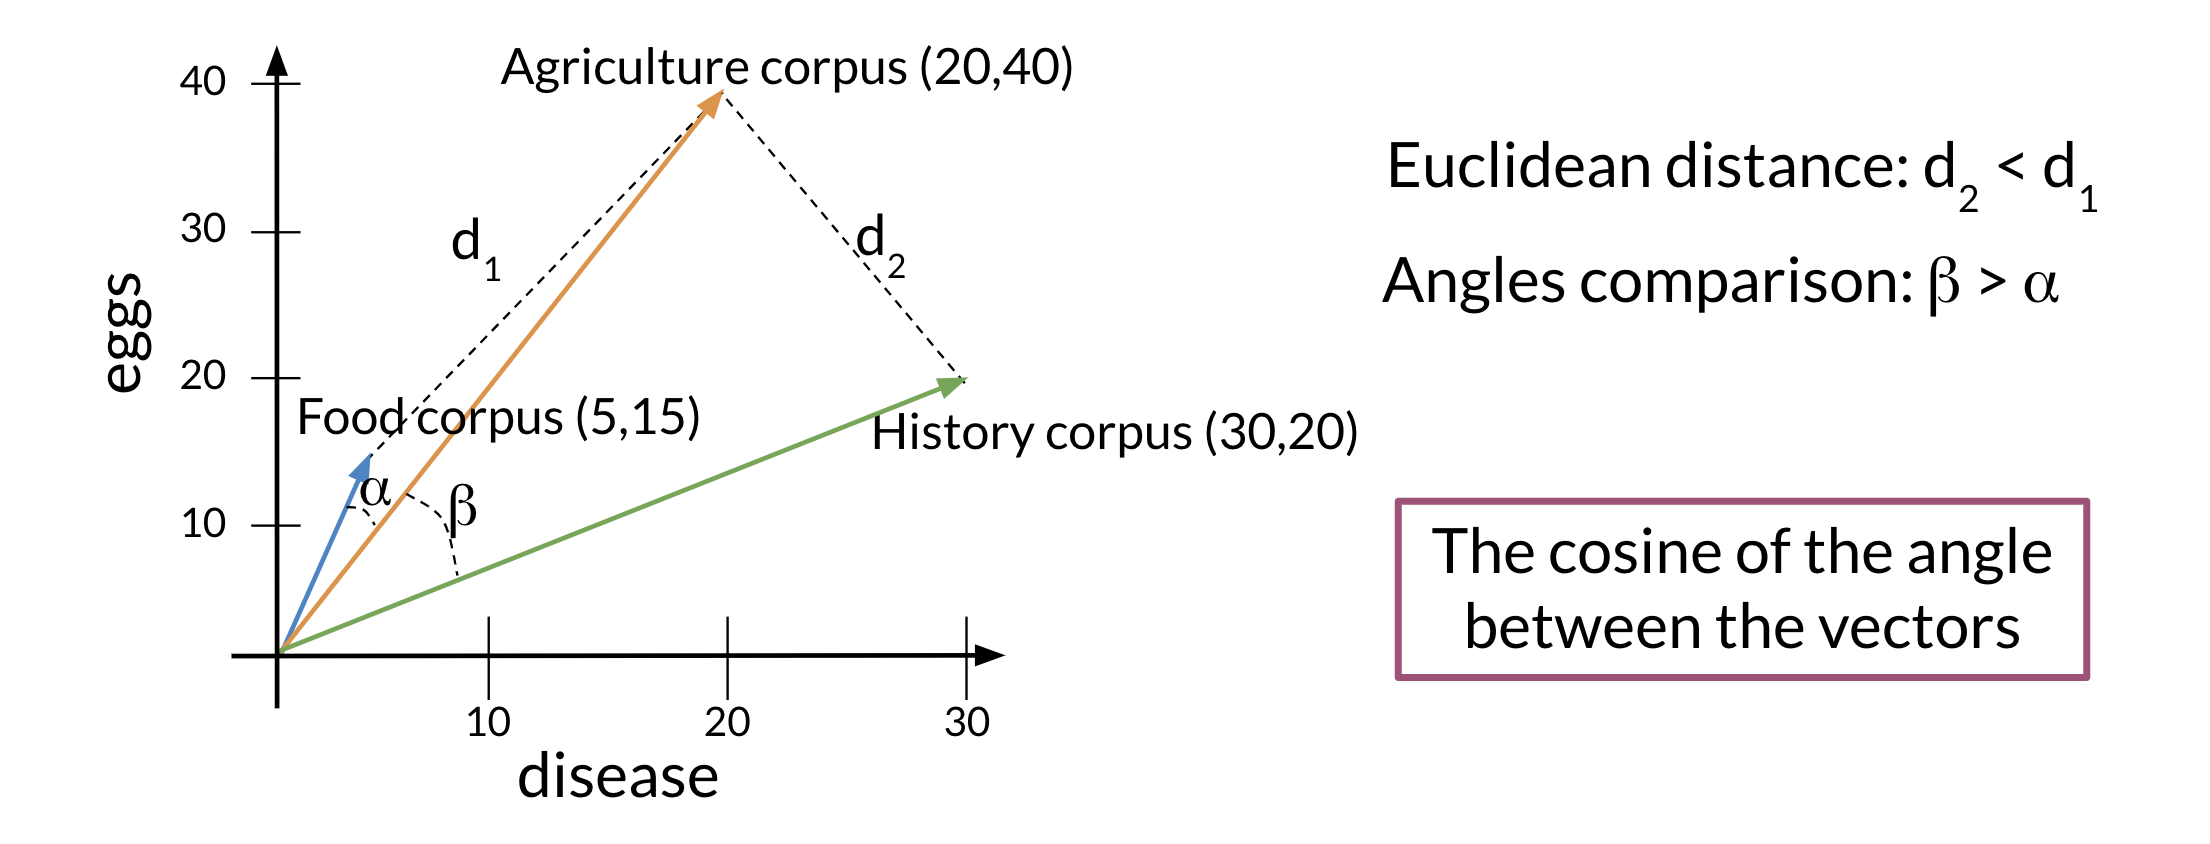 Agriculture corpus (20,40)
40
30
20
10
eggs
d1
d2
Food corpus (5,15)
History corpus (30,20)
α
β
10
20
30
disease
Euclidean distance: d2 < d1
Angles comparison: β > α
The cosine of the angle
between the vectors